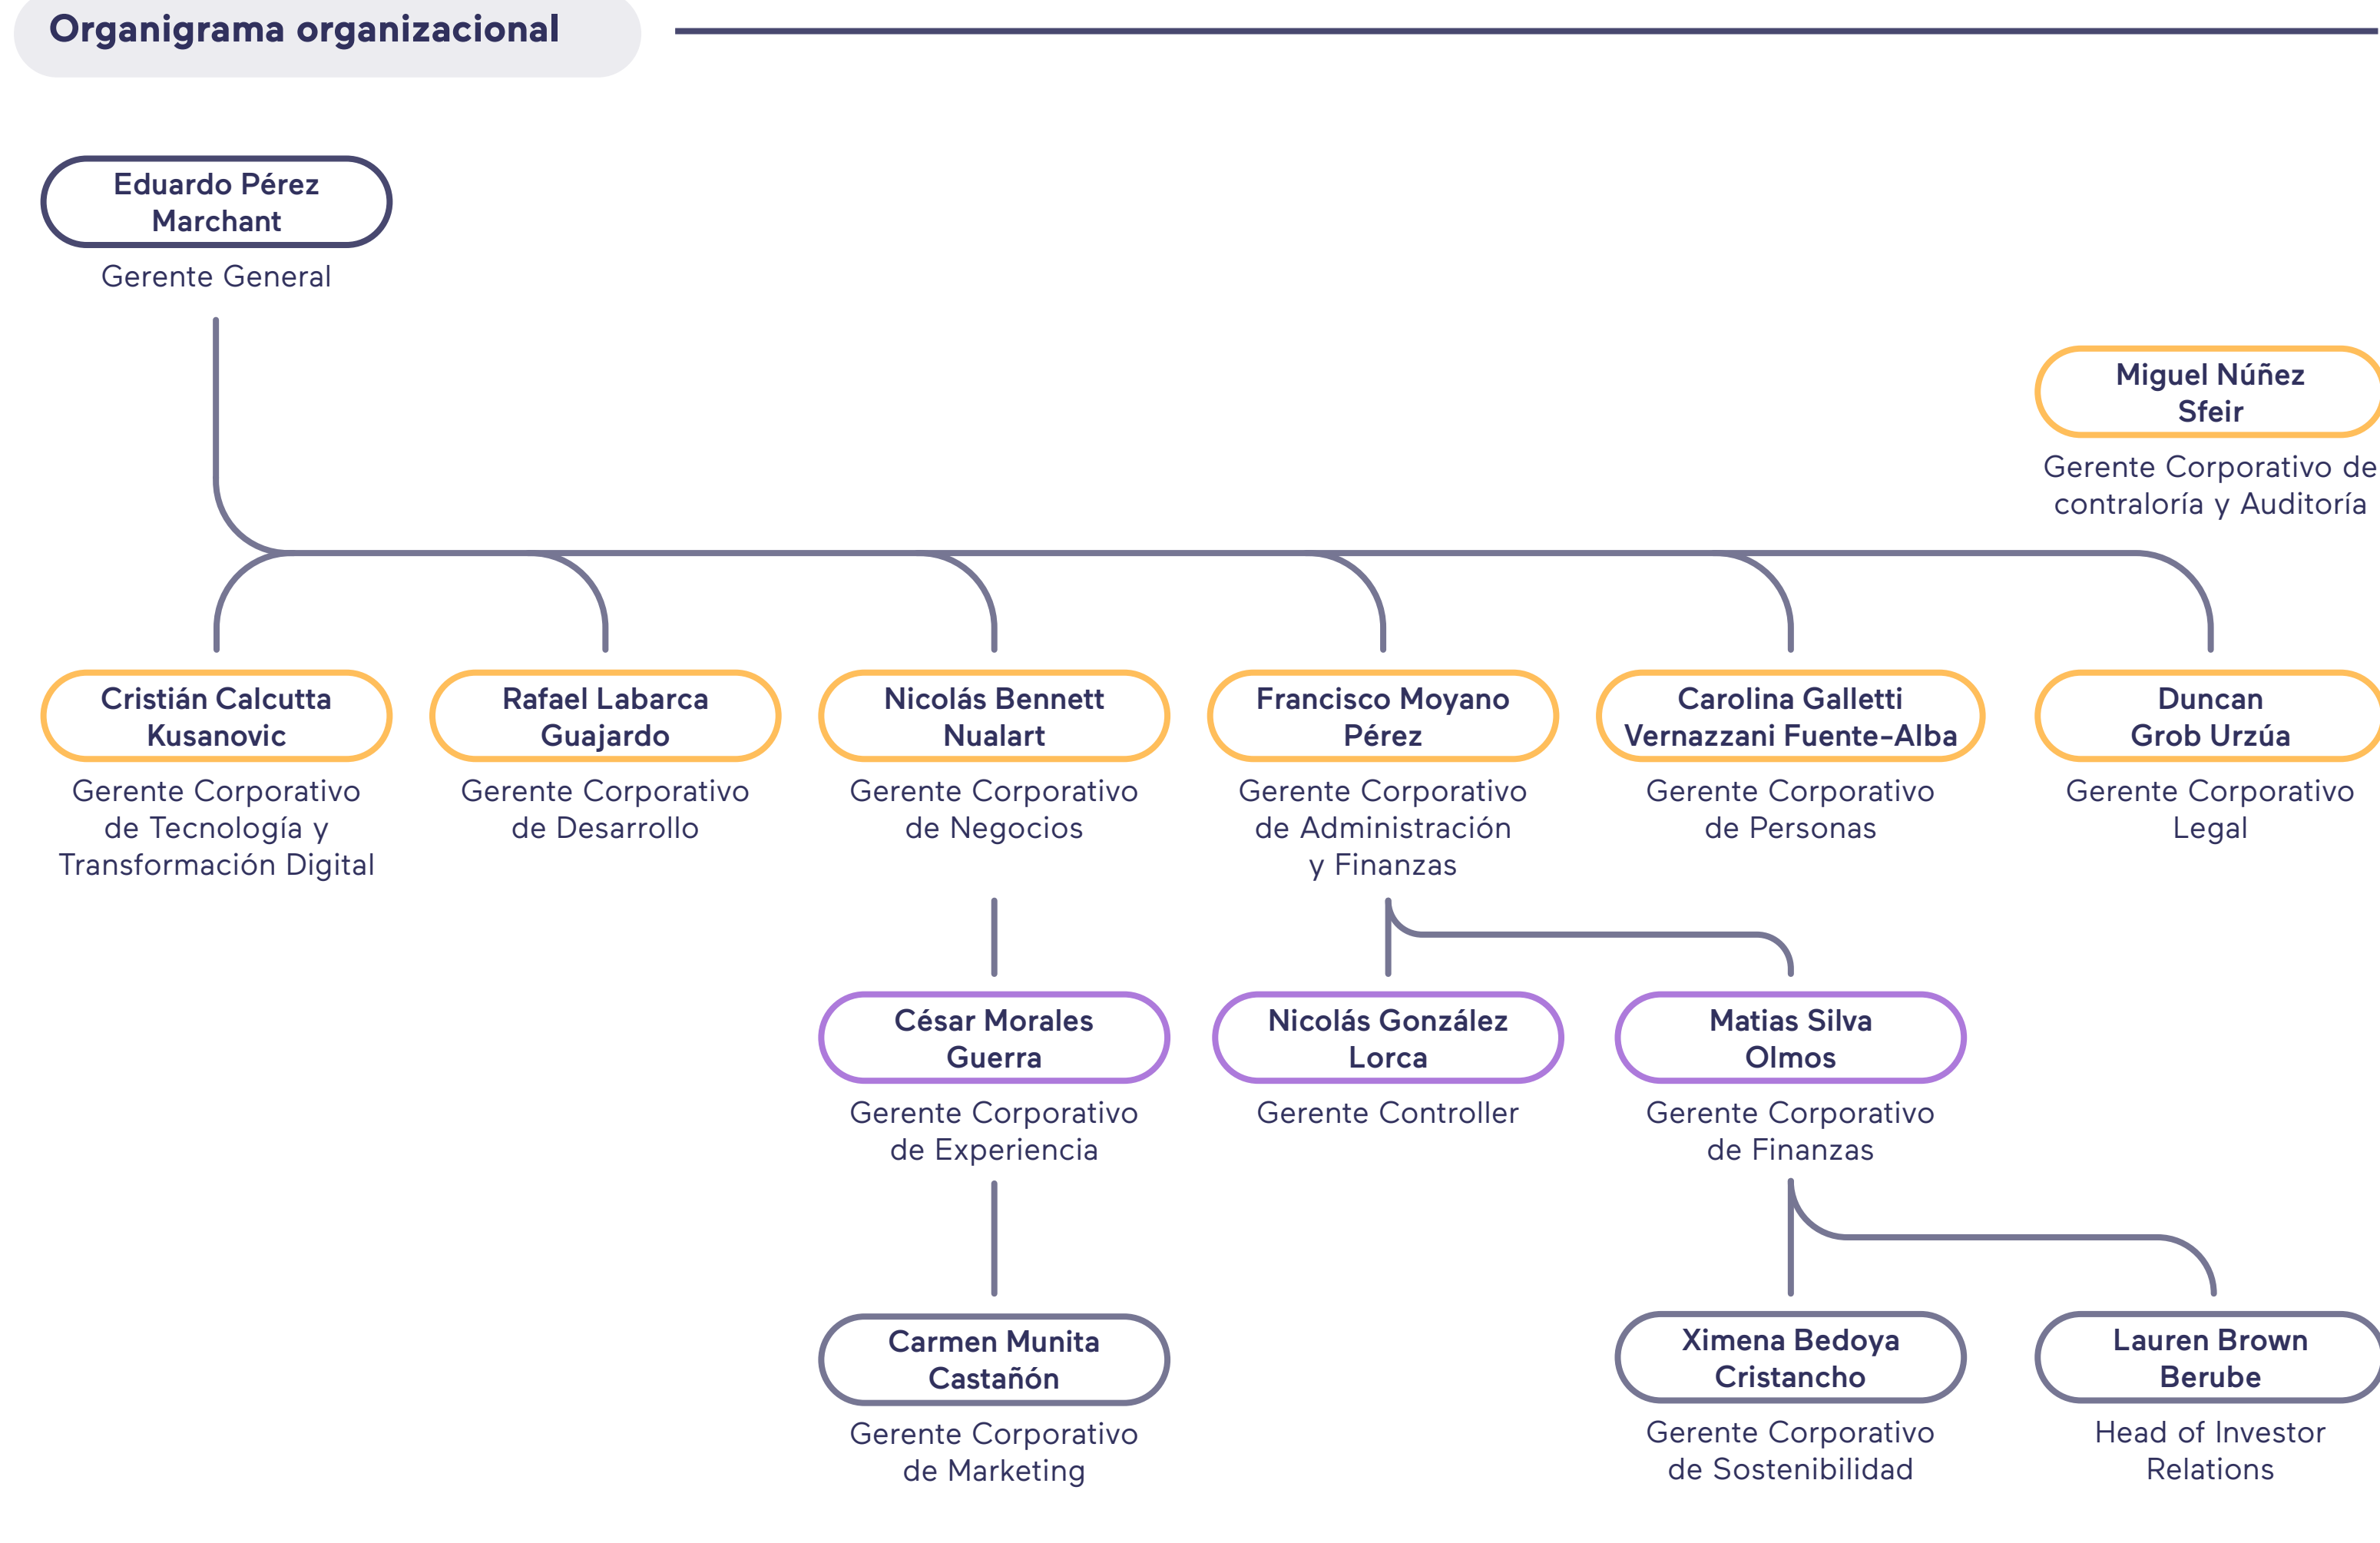 Organigrama organizacional
Eduardo Pérez
Marchant
Gerente General
Miguel Núñez
Sfeir
Gerente Corporativo de
contraloría y Auditoría
Cristián Calcutta
Kusanovic
Gerente Corporativo
de Tecnología y
Transformación Digital
Rafael Labarca
Guajardo
Gerente Corporativo
de Desarrollo
Nicolás Bennett
Nualart
Gerente Corporativo
de Negocios
Francisco Moyano
Pérez
Gerente Corporativo
de Administración
y Finanzas
Carolina Galletti
Vernazzani Fuente-Alba
Gerente Corporativo
de Personas
Duncan
Grob Urzúa
Gerente Corporativo
Legal
César Morales
Guerra
Gerente Corporativo
de Experiencia
Nicolás González
Lorca
Gerente Controller
Matias Silva
Olmos
Gerente Corporativo
de Finanzas
Carmen Munita
Castañón
Gerente Corporativo
de Marketing
Ximena Bedoya
Cristancho
Gerente Corporativo
de Sostenibilidad
Lauren Brown
Berube
Head of Investor
Relations